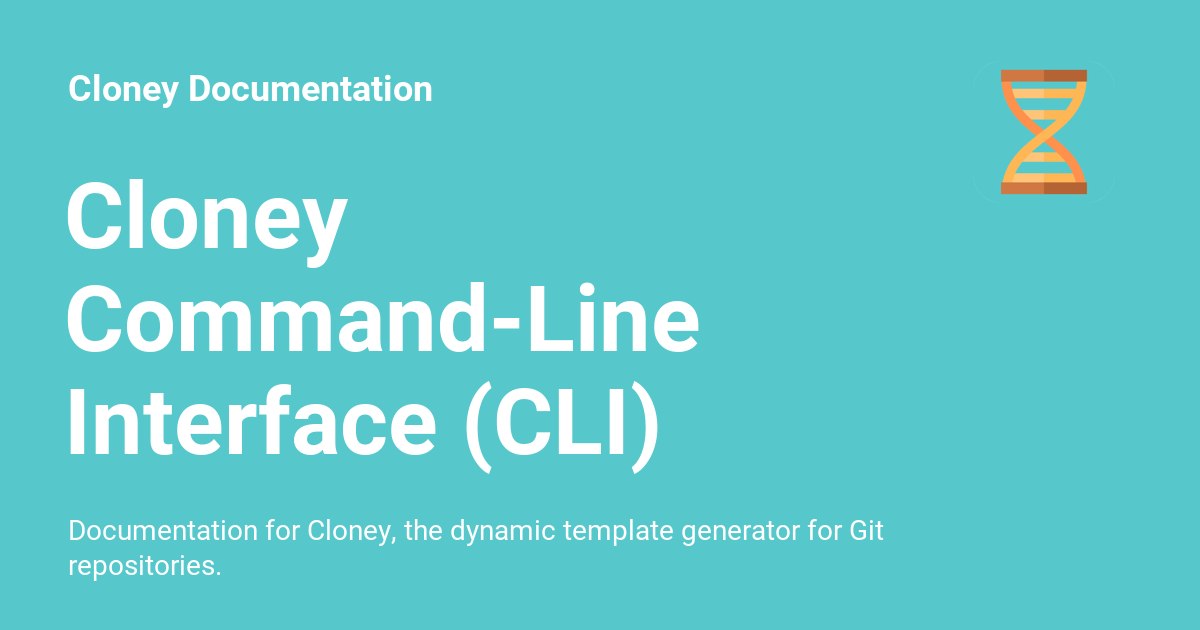 Cloney Documentation
Cloney
Command-Line
Interface (CLI)
Documentation for Cloney, the dynamic template generator for Git
repositories.